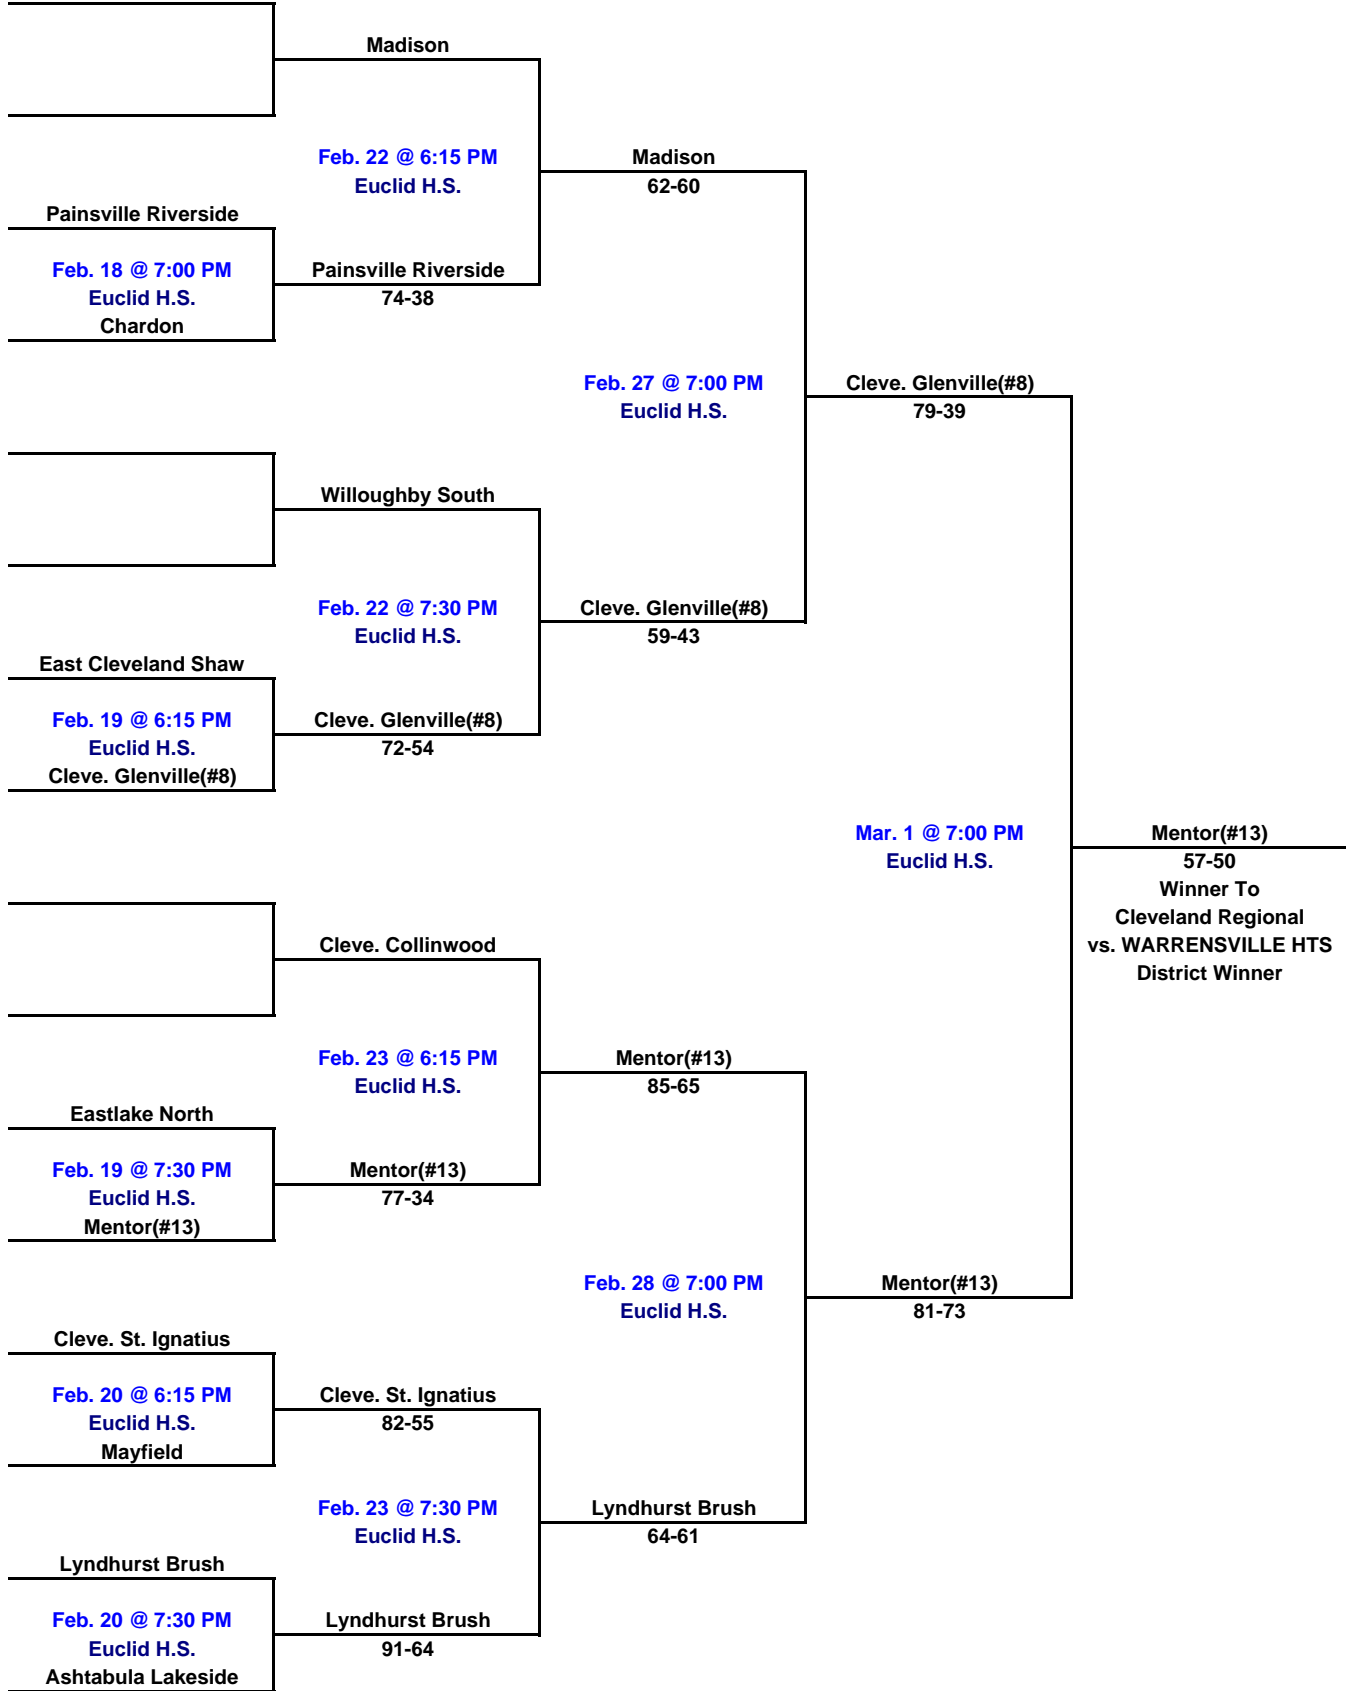 Madison
Feb. 22 @ 6:15 PM
Euclid H.S.
Madison
62-60
Painsville Riverside
Feb. 18 @ 7:00 PM
Euclid H.S.
Chardon
Painsville Riverside
74-38
Feb. 27 @ 7:00 PM
Euclid H.S.
Cleve. Glenville(#8)
79-39
Willoughby South
Feb. 22 @ 7:30 PM
Euclid H.S.
Cleve. Glenville(#8)
59-43
East Cleveland Shaw
Feb. 19 @ 6:15 PM
Euclid H.S.
Cleve. Glenville(#8)
Cleve. Glenville(#8)
72-54
Mar. 1 @ 7:00 PM
Euclid H.S.
Mentor(#13)
57-50
Winner To
Cleveland Regional
vs. WARRENSVILLE HTS
District Winner
Cleve. Collinwood
Feb. 23 @ 6:15 PM
Euclid H.S.
Mentor(#13)
85-65
Eastlake North
Feb. 19 @ 7:30 PM
Euclid H.S.
Mentor(#13)
Mentor(#13)
77-34
Feb. 28 @ 7:00 PM
Euclid H.S.
Mentor(#13)
81-73
Cleve. St. Ignatius
Feb. 20 @ 6:15 PM
Euclid H.S.
Mayfield
Cleve. St. Ignatius
82-55
Feb. 23 @ 7:30 PM
Euclid H.S.
Lyndhurst Brush
64-61
Lyndhurst Brush
Feb. 20 @ 7:30 PM
Euclid H.S.
Ashtabula Lakeside
Lyndhurst Brush
91-64